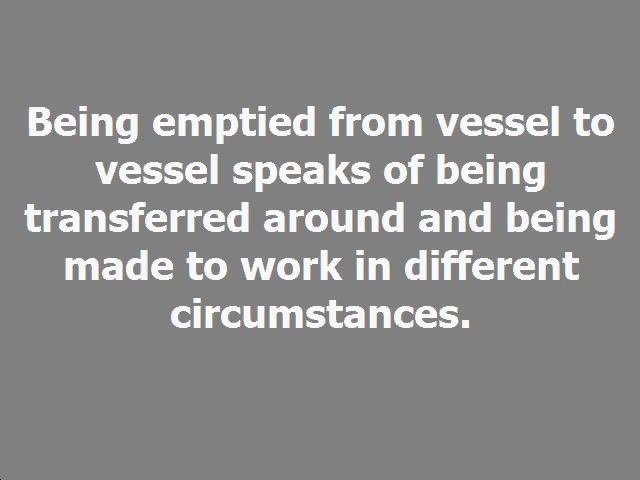 Being emptied from vessel to
vessel speaks of being
transferred around and being
made to work in different
circumstances.